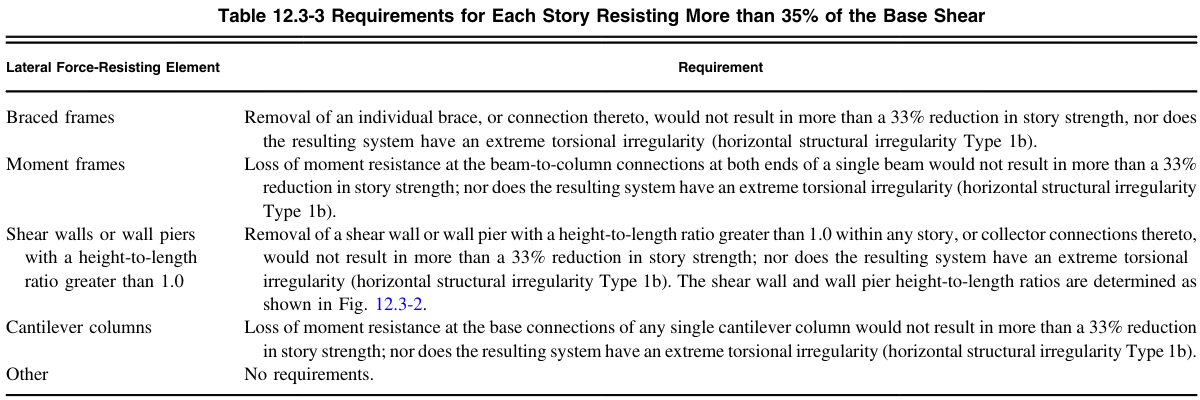 Table 12.3-3 Requirements for Each Story Resisting More than 35% of the Base Shear
Lateral Force-Resisting Element Requirement
Braced frames Removal of an individual brace, or connection thereto, would not result in more than a 33% reduction in story strength, nor does
the resulting system have an extreme torsional irregularity (horizontal structural irregularity Type 1b).
Moment frames Loss of moment resistance at the beam-to-column connections at both ends of a single beam would not result in more than a 33%
reduction in story strength; nor does the resulting system have an extreme torsional irregularity (horizontal structural irregularity
Type 1b).
Shear walls or wall piers Removal of a shear wall or wall pier with a height-to-length ratio greater than 1.0 within any story, or collector connections thereto,
with a height-to-length would not result in more than a 33% reduction in story strength; nor does the resulting system have an extreme torsional
ratio greater than 1.0 irregularity (horizontal structural irregularity Type 1b). The shear wall and wall pier height-to-length ratios are determined as
shown in Fig. 12.3-2.
Cantilever columns Loss of moment resistance at the base connections of any single cantilever column would not result in more than a 33% reduction
in story strength; nor does the resulting system have an extreme torsional irregularity (horizontal structural irregularity Type 1b).
Other No requirements.